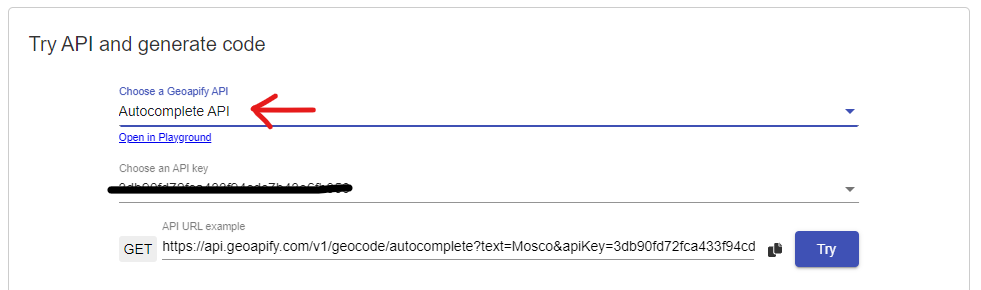 Try API and generate code
Choose a Geoapify API
Autocomplete API
Open in Playground
Choose an API key
API URL example
GET https://api.geoapify.com/v1/geocode/autocomplete?text=Mosco&apiKey=3db90fd72fca433f94cd Try